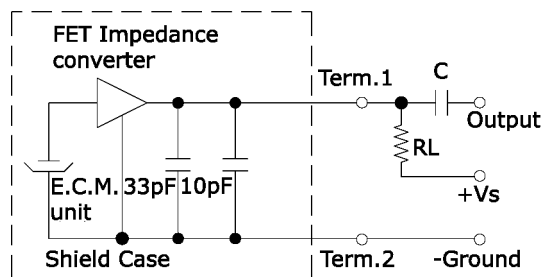 FET Impedance
converter
Term.1
C
Output
RL
E.C.M.
unit
33pF
10pF
+Vs
Shield Case
Term.2
-Ground